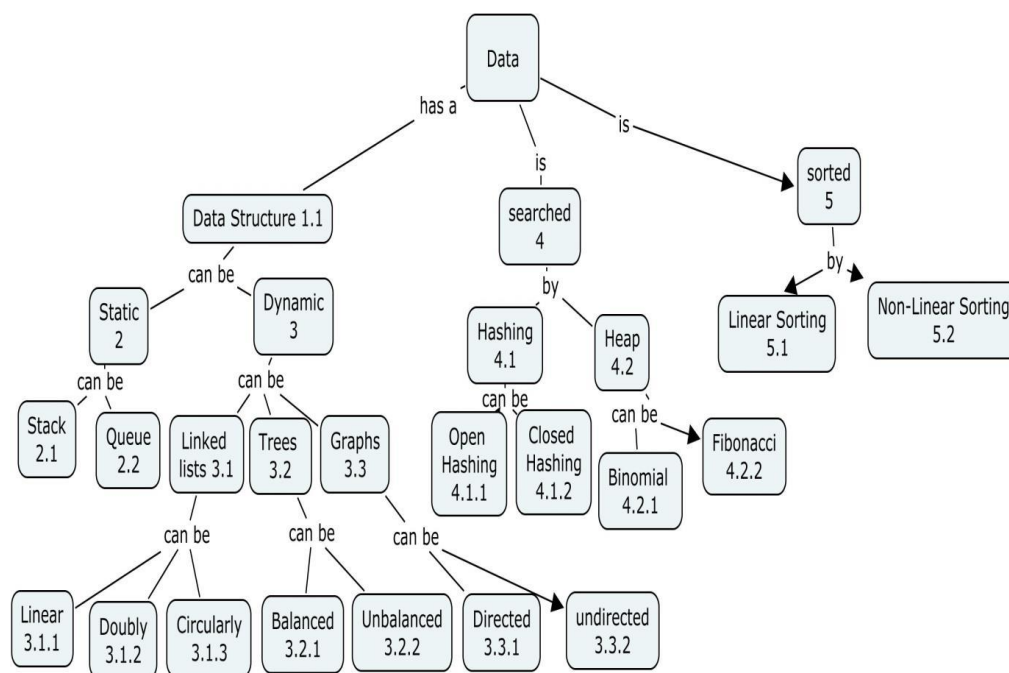 Data
has a
is
is
sorted
5
Data Structure 1.1
searched
4
can be
by
by
Static
2
Dynamic
3
Linear Sorting
5.1
Non-Linear Sorting
5.2
Hashing
4.1
Heap
4.2
can be
can be
can be
can be
Stack
2.1
Queue
2.2
Linked
lists 3.1
Trees
3.2
Graphs
3.3
Open
Hashing
4.1.1
Closed
Hashing
4.1.2
Binomial
4.2.1
Fibonacci
4.2.2
can be
can be
can be
Linear
3.1.1
Doubly
3.1.2
Circularly
3.1.3
Balanced
3.2.1
Unbalanced
3.2.2
Directed
3.3.1
undirected
3.3.2